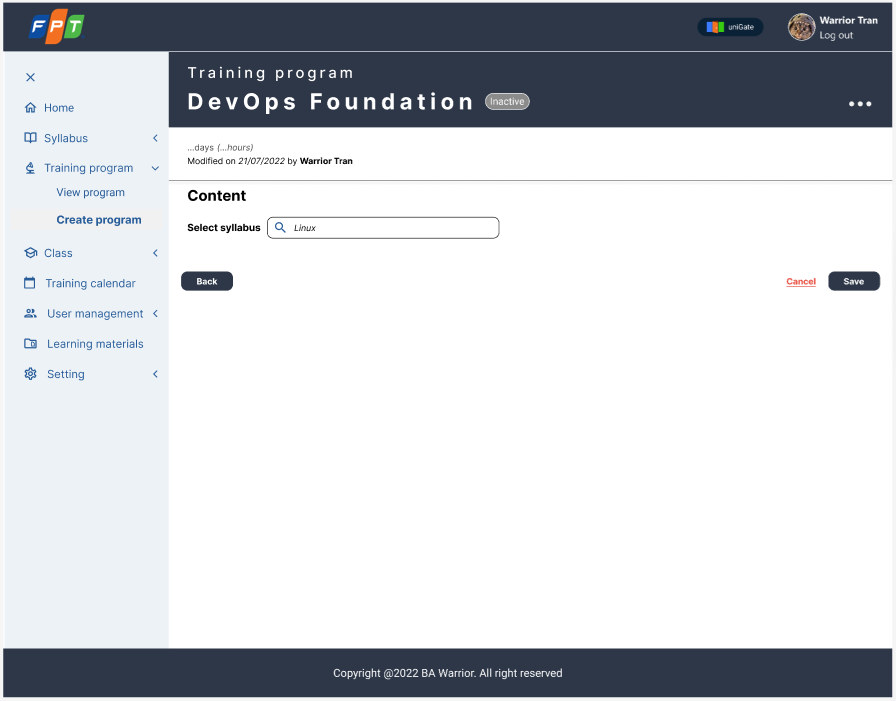 FPT
uniGate
Warrior Tran
Log out
Home
Syllabus
Training program
View program
Create program
Class
Training calendar
User management
Learning materials
Setting
Training program
DevOps Foundation Inactive
...days (...hours)
Modified on 21/07/2022 by Warrior Tran
Content
Select syllabus Linux
Back Cancel Save
Copyright @2022 BA Warrior. All right reserved